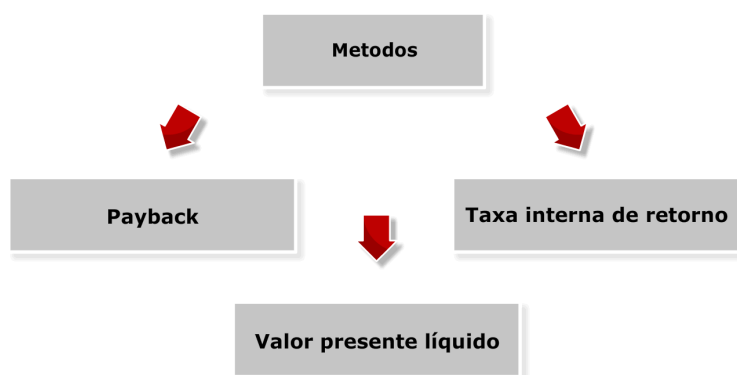 Metodos
Payback
Taxa interna de retorno
Valor presente líquido